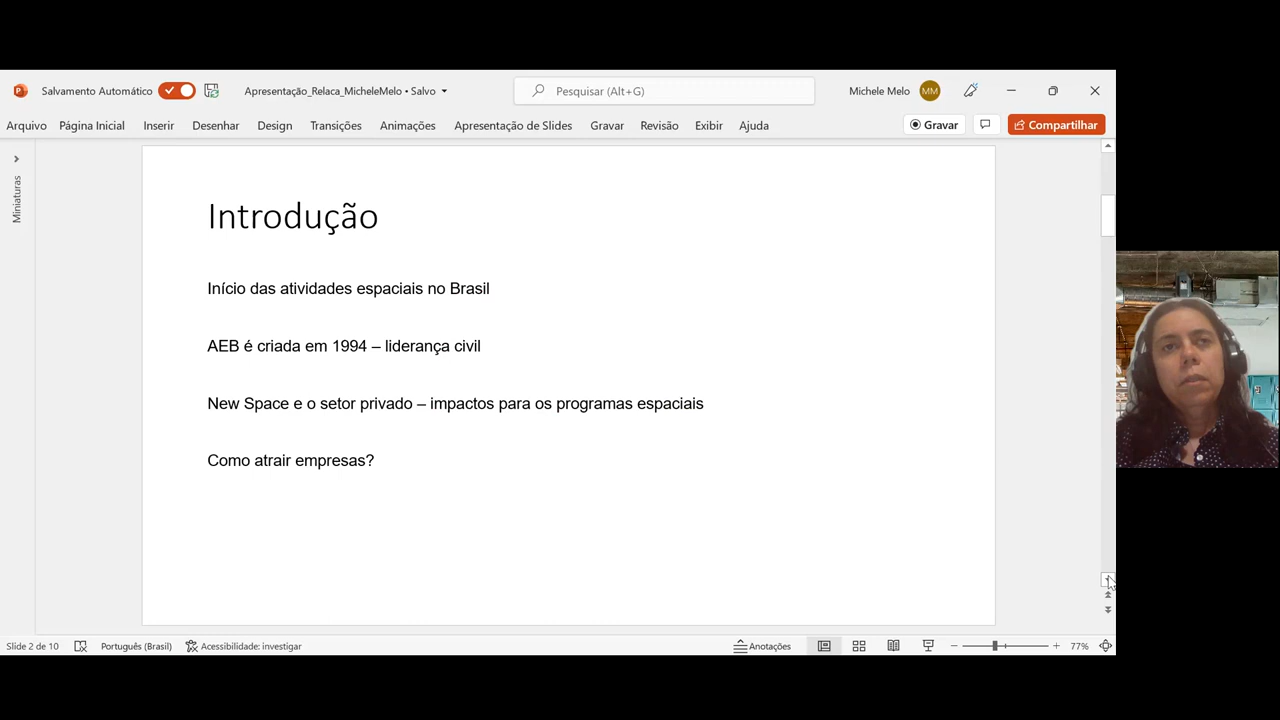 Salvamento Automático
Apresentação_Relaca_MicheleMelo • Salvo
Pesquisar (Alt+G)
Michele Melo
MM
Arquivo Página Inicial Inserir Desenhar Design Transições Animações Apresentação de Slides Gravar Revisão Exibir Ajuda
Gravar
Compartilhar
Miniaturas
Introdução
Início das atividades espaciais no Brasil
AEB é criada em 1994 – liderança civil
New Space e o setor privado – impactos para os programas espaciais
Como atrair empresas?
Slide 2 de 10
Português (Brasil)
Acessibilidade: investigar
Anotações
77%